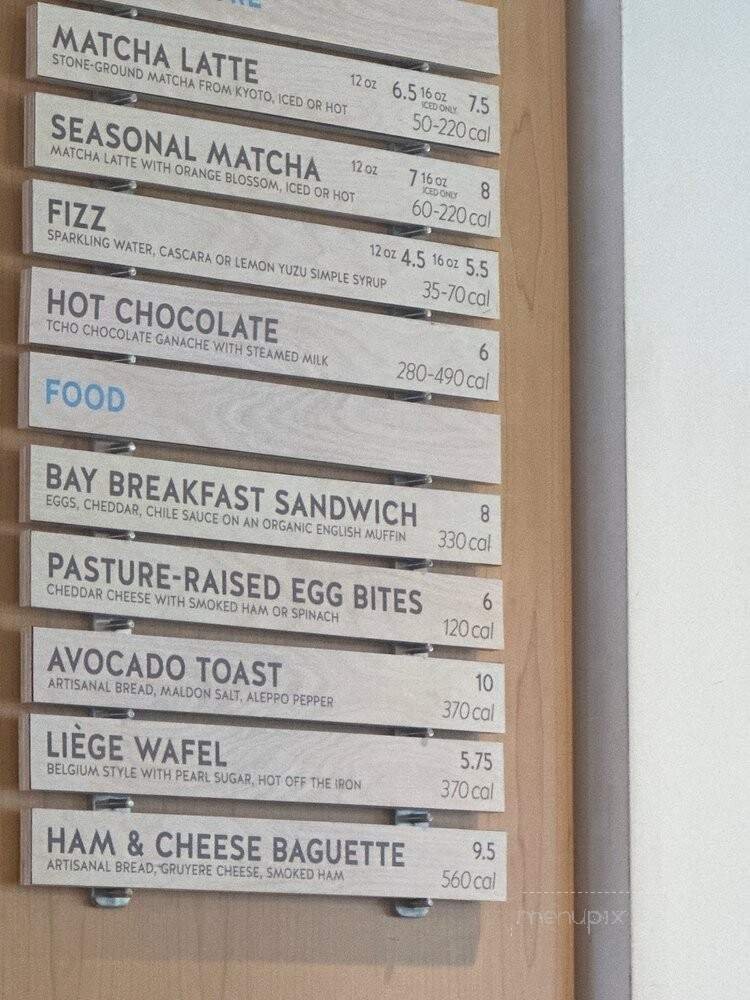 MATCHA LATTE 12 oz 6.5 16 oz 7.5
ICED ONLY
STONE-GROUND MATCHA FROM KYOTO, ICED OR HOT 50-220 cal
SEASONAL MATCHA 12 oz 7 16 oz 8
ICED ONLY
MATCHA LATTE WITH ORANGE BLOSSOM, ICED OR HOT 60-220 cal
FIZZ 12 oz 4.5 16 oz 5.5
SPARKLING WATER, CASCARA OR LEMON YUZU SIMPLE SYRUP 35-70 cal
HOT CHOCOLATE 6
TCHO CHOCOLATE GANACHE WITH STEAMED MILK 280-490 cal
FOOD
BAY BREAKFAST SANDWICH 8
EGGS, CHEDDAR, CHILE SAUCE ON AN ORGANIC ENGLISH MUFFIN 330 cal
PASTURE-RAISED EGG BITES 6
CHEDDAR CHEESE WITH SMOKED HAM OR SPINACH 120 cal
AVOCADO TOAST 10
ARTISANAL BREAD, MALDON SALT, ALEPPO PEPPER 370 cal
LIÈGE WAFEL 5.75
BELGIUM STYLE WITH PEARL SUGAR, HOT OFF THE IRON 370 cal
HAM & CHEESE BAGUETTE 9.5
ARTISANAL BREAD, GRUYERE CHEESE, SMOKED HAM 560 cal
menupix